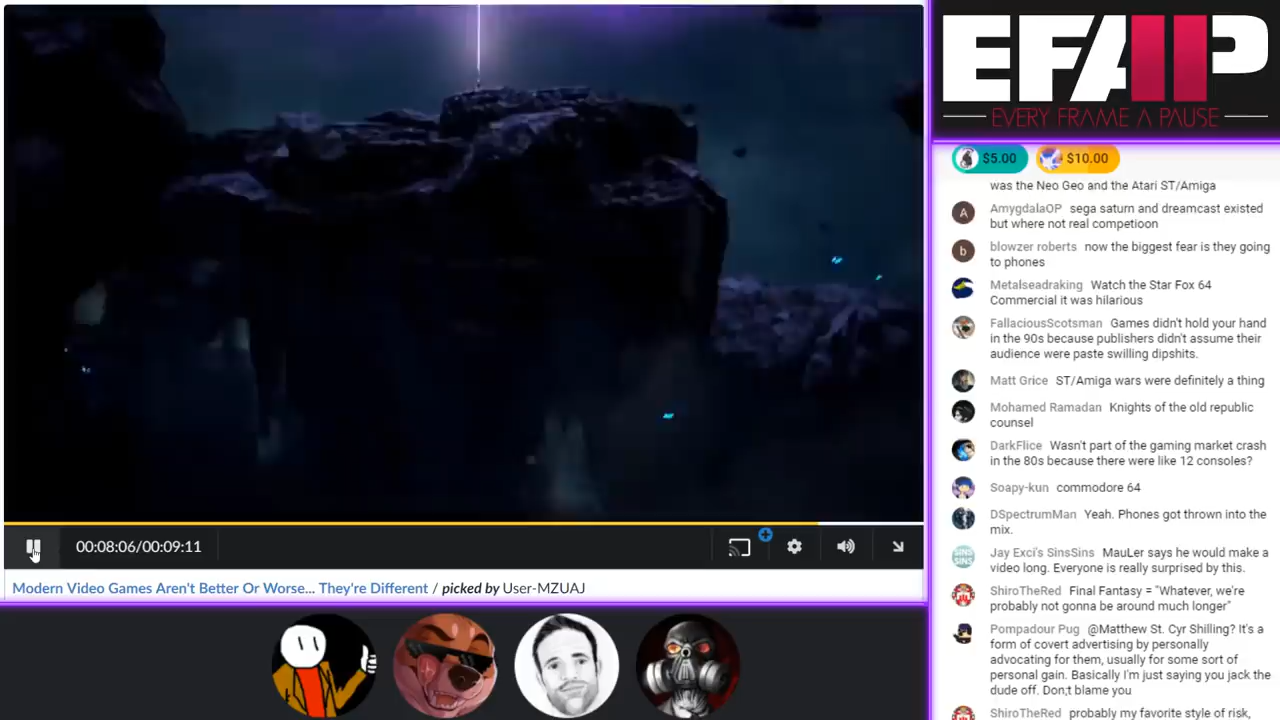 EFAP
EVERY FRAME A PAUSE
$5.00 $10.00
was the Neo Geo and the Atari ST/Amiga
A AmygdalaOP sega saturn and dreamcast existed
but where not real competioon
b blowzer roberts now the biggest fear is they going
to phones
Metalseadraking Watch the Star Fox 64
Commercial it was hilarious
FallaciousScotsman Games didn't hold your hand
in the 90s because publishers didn't assume their
audience were paste swilling dipshits.
Matt Grice ST/Amiga wars were definitely a thing
Mohamed Ramadan Knights of the old republic
counsel
DarkFlice Wasn't part of the gaming market crash
in the 80s because there were like 12 consoles?
Soapy-kun commodore 64
DSpectrumMan Yeah. Phones got thrown into the
mix.
SINS
SINS
Jay Exci's SinsSins MauLer says he would make a
video long. Everyone is really surprised by this.
ShiroTheRed Final Fantasy = "Whatever, we're
probably not gonna be around much longer"
Pompadour Pug @Matthew St. Cyr Shilling? It's a
form of covert advertising by personally
advocating for them, usually for some sort of
personal gain. Basically I'm just saying you jack the
dude off. Don;t blame you
ShiroTheRed probably my favorite style of risk,
00:08:06/00:09:11
Modern Video Games Aren't Better Or Worse... They're Different / picked by User-MZUAJ